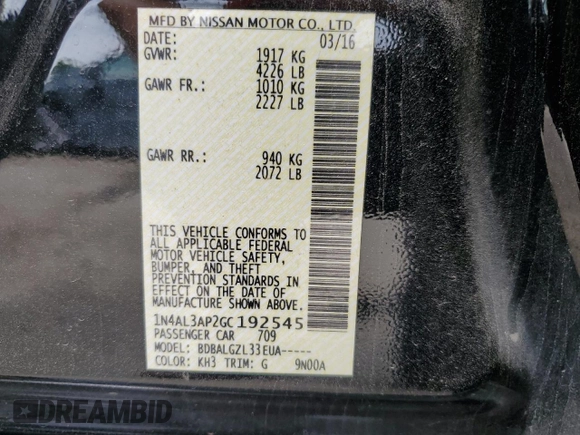 MFD BY NISSAN MOTOR CO., LTD.
DATE: 03/16
GVWR: 1917 KG
4226 LB
GAWR FR.: 1010 KG
2227 LB
GAWR RR.: 940 KG
2072 LB
THIS VEHICLE CONFORMS TO
ALL APPLICABLE FEDERAL
MOTOR VEHICLE SAFETY,
BUMPER, AND THEFT
PREVENTION STANDARDS
IN EFFECT ON THE DATE OF
MANUFACTURE SHOWN ABOVE.
1N4AL3AP2GC192545
PASSENGER CAR 709
MODEL: BDBALGZL33EUA-----
COLOR: KH3 TRIM: G 9N00A
DREAMBID